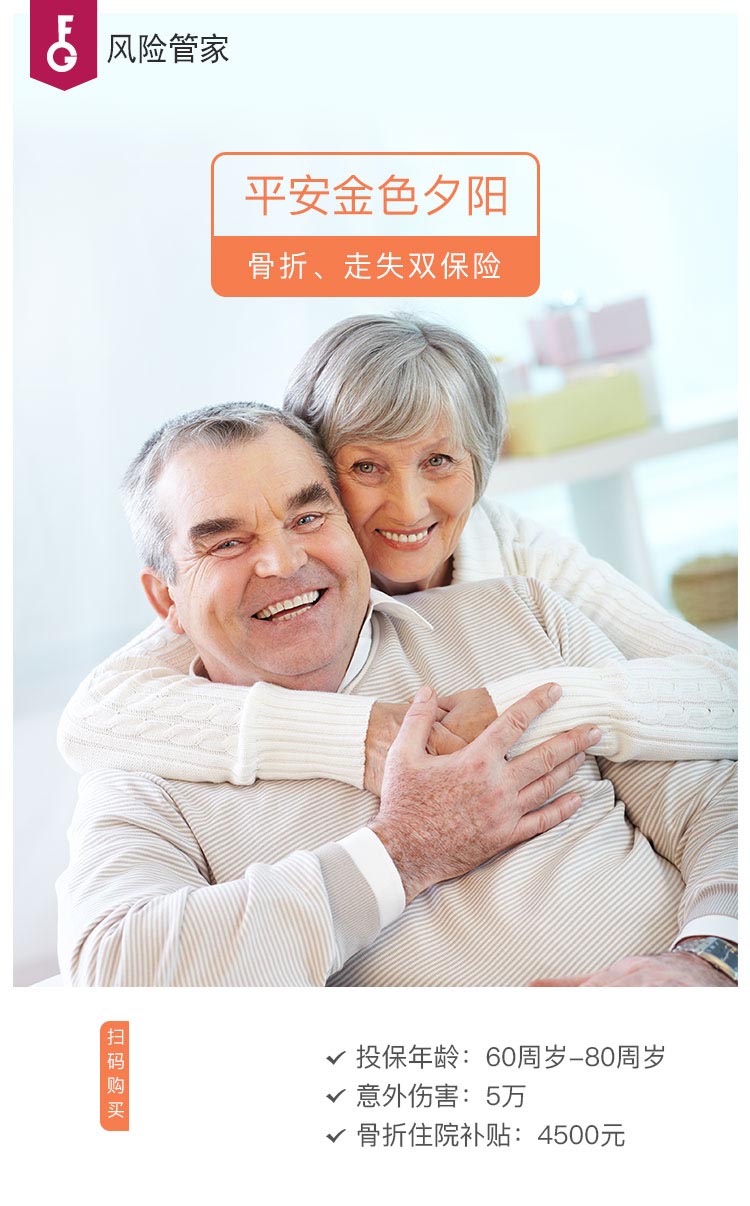 FG
风险管家
平安金色夕阳
骨折、走失双保险
扫码购买
投保年龄：60周岁-80周岁
意外伤害：5万
骨折住院补贴：4500元